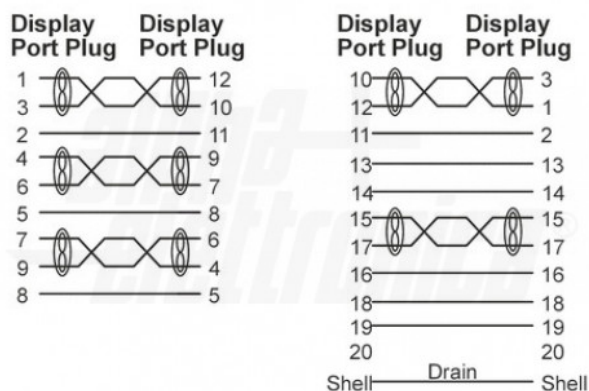 Display Display
Port Plug Port Plug
1 12
3 10
2 11
4 9
6 7
5 8
7 6
9 4
8 5
Display Display
Port Plug Port Plug
10 3
12 1
11 2
13 13
14 14
15 15
17 17
16 16
18 18
19 19
20 20
Shell Drain Shell
alpha
elettronica®